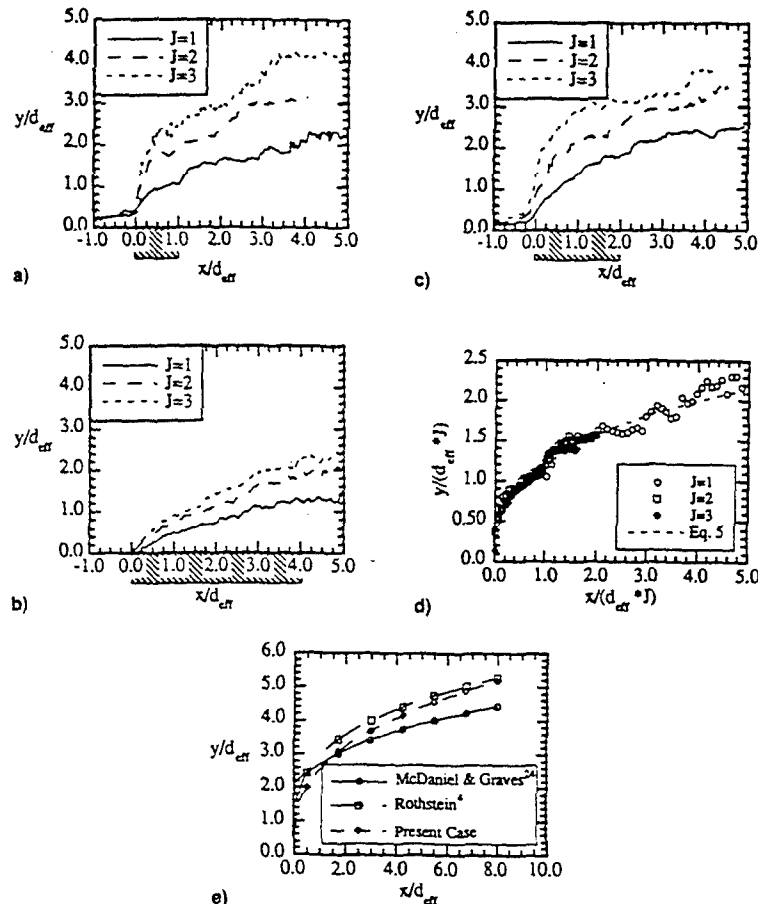 J=1
J=2
J=3
y/d_eff
5.0
4.0
3.0
2.0
1.0
0.0
-1.0 0.0 1.0 2.0 3.0 4.0 5.0
x/d_eff
a)
J=1
J=2
J=3
y/d_eff
5.0
4.0
3.0
2.0
1.0
0.0
-1.0 0.0 1.0 2.0 3.0 4.0 5.0
x/d_eff
c)
J=1
J=2
J=3
y/d_eff
5.0
4.0
3.0
2.0
1.0
0.0
-1.0 0.0 1.0 2.0 3.0 4.0 5.0
x/d_eff
b)
y/(d_eff*J)
2.5
2.0
1.5
1.0
0.50
0.0
J=1
J=2
J=3
Eq. 5
0.0 1.0 2.0 3.0 4.0 5.0
x/(d_eff*J)
d)
y/d_eff
6.0
5.0
4.0
3.0
2.0
1.0
0.0
McDaniel & Graves²⁴
Rothstein⁴
Present Case
0.0 2.0 4.0 6.0 8.0 10.0
x/d_eff
e)